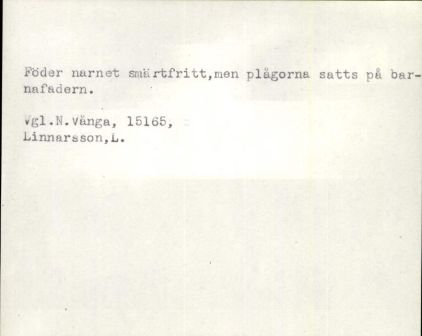 Föder narnet smärtfritt,men plågorna satts på bar-
nafadern.
Vgl.N.Vånga, 15165,
Linnarsson,L.